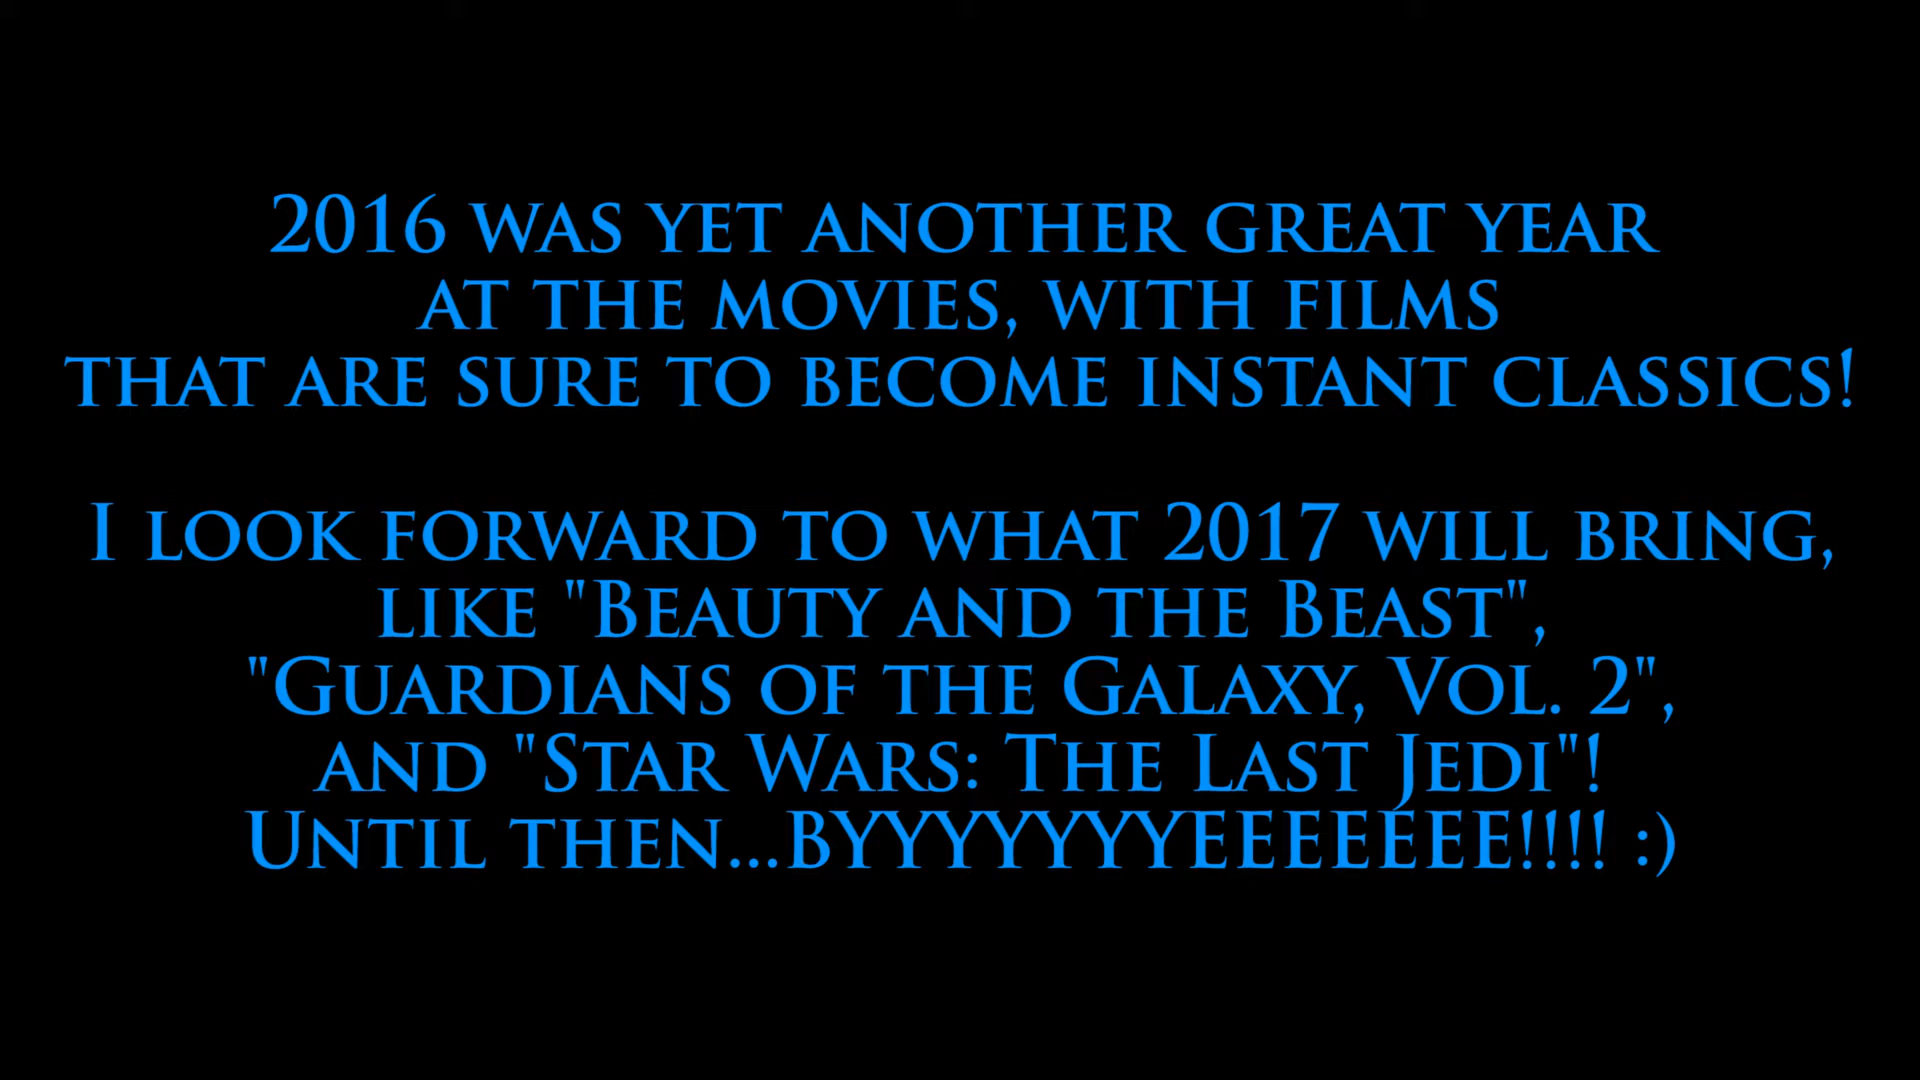 2016 was yet another great year
at the movies, with films
that are sure to become instant classics!
I look forward to what 2017 will bring,
like "Beauty and the Beast",
"Guardians of the Galaxy, Vol. 2",
and "Star Wars: The Last Jedi"!
Until then...BYYYYYYYEEEEEEE!!!! :)